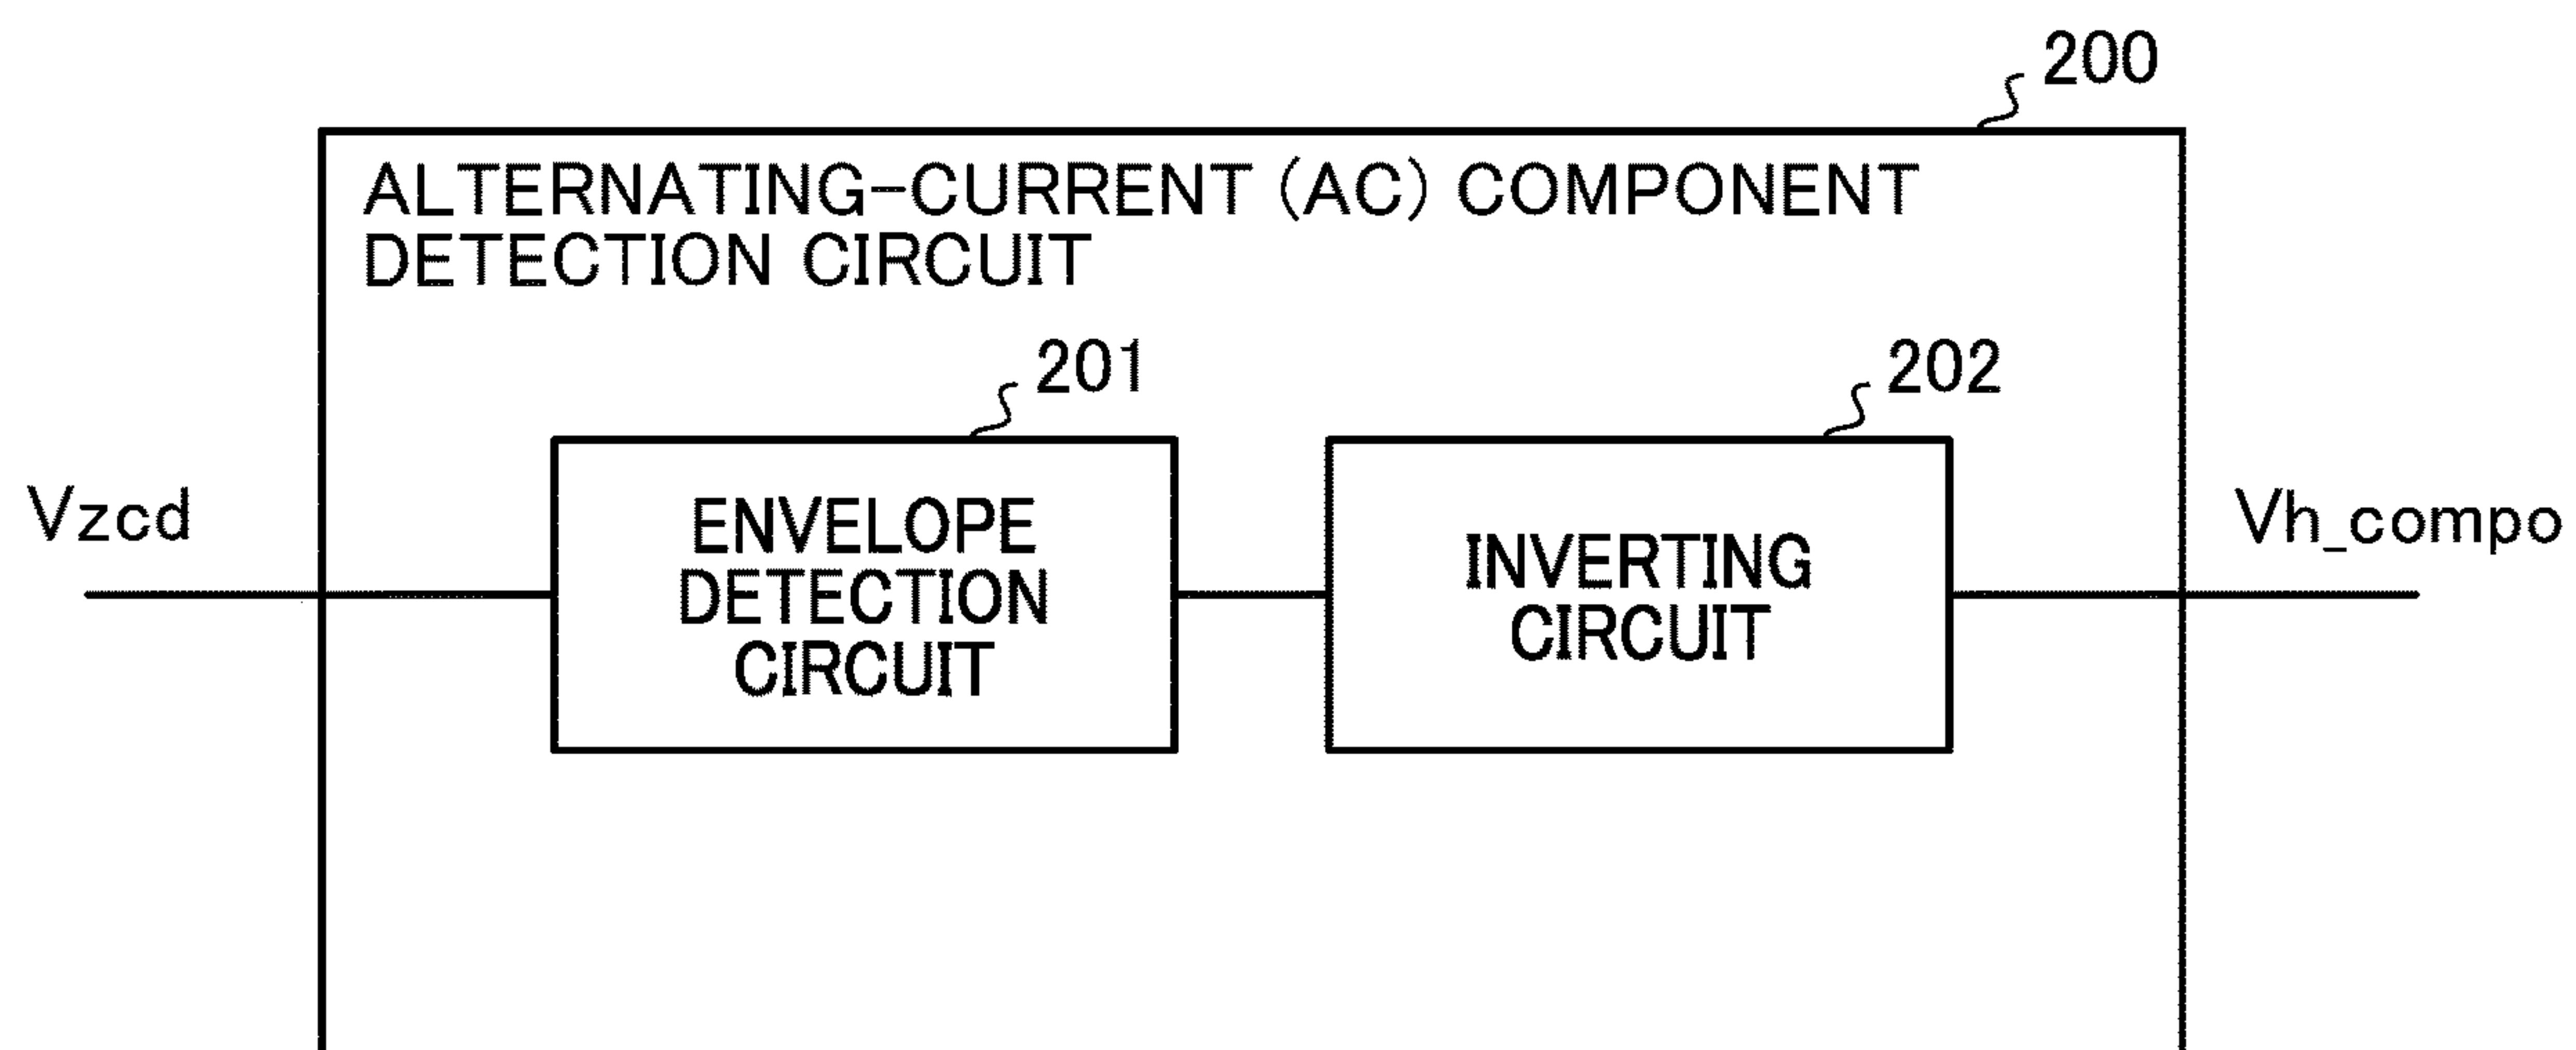 200
ALTERNATING-CURRENT (AC) COMPONENT
DETECTION CIRCUIT
201
202
Vzcd
ENVELOPE
DETECTION
CIRCUIT
INVERTING
CIRCUIT
Vh_compo